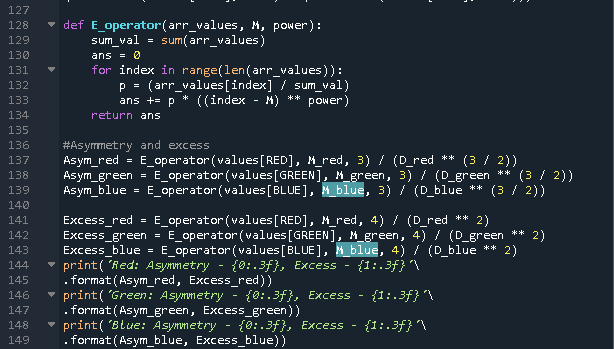 127
128 def E_operator(arr_values, M, power):
129     sum_val = sum(arr_values)
130     ans = 0
131     for index in range(len(arr_values)):
132         p = (arr_values[index] / sum_val)
133         ans += p * ((index - M) ** power)
134     return ans
135
136 #Asymmetry and excess
137 Asym_red = E_operator(values[RED], M_red, 3) / (D_red ** (3 / 2))
138 Asym_green = E_operator(values[GREEN], M_green, 3) / (D_green ** (3 / 2))
139 Asym_blue = E_operator(values[BLUE], M_blue, 3) / (D_blue ** (3 / 2))
140
141 Excess_red = E_operator(values[RED], M_red, 4) / (D_red ** 2)
142 Excess_green = E_operator(values[GREEN], M_green, 4) / (D_green ** 2)
143 Excess_blue = E_operator(values[BLUE], M_blue, 4) / (D_blue ** 2)
144 print('Red: Asymmetry - {0:.3f}, Excess - {1:.3f}'\
145 .format(Asym_red, Excess_red))
146 print('Green: Asymmetry - {0:.3f}, Excess - {1:.3f}'\
147 .format(Asym_green, Excess_green))
148 print('Blue: Asymmetry - {0:.3f}, Excess - {1:.3f}'\
149 .format(Asym_blue, Excess_blue))